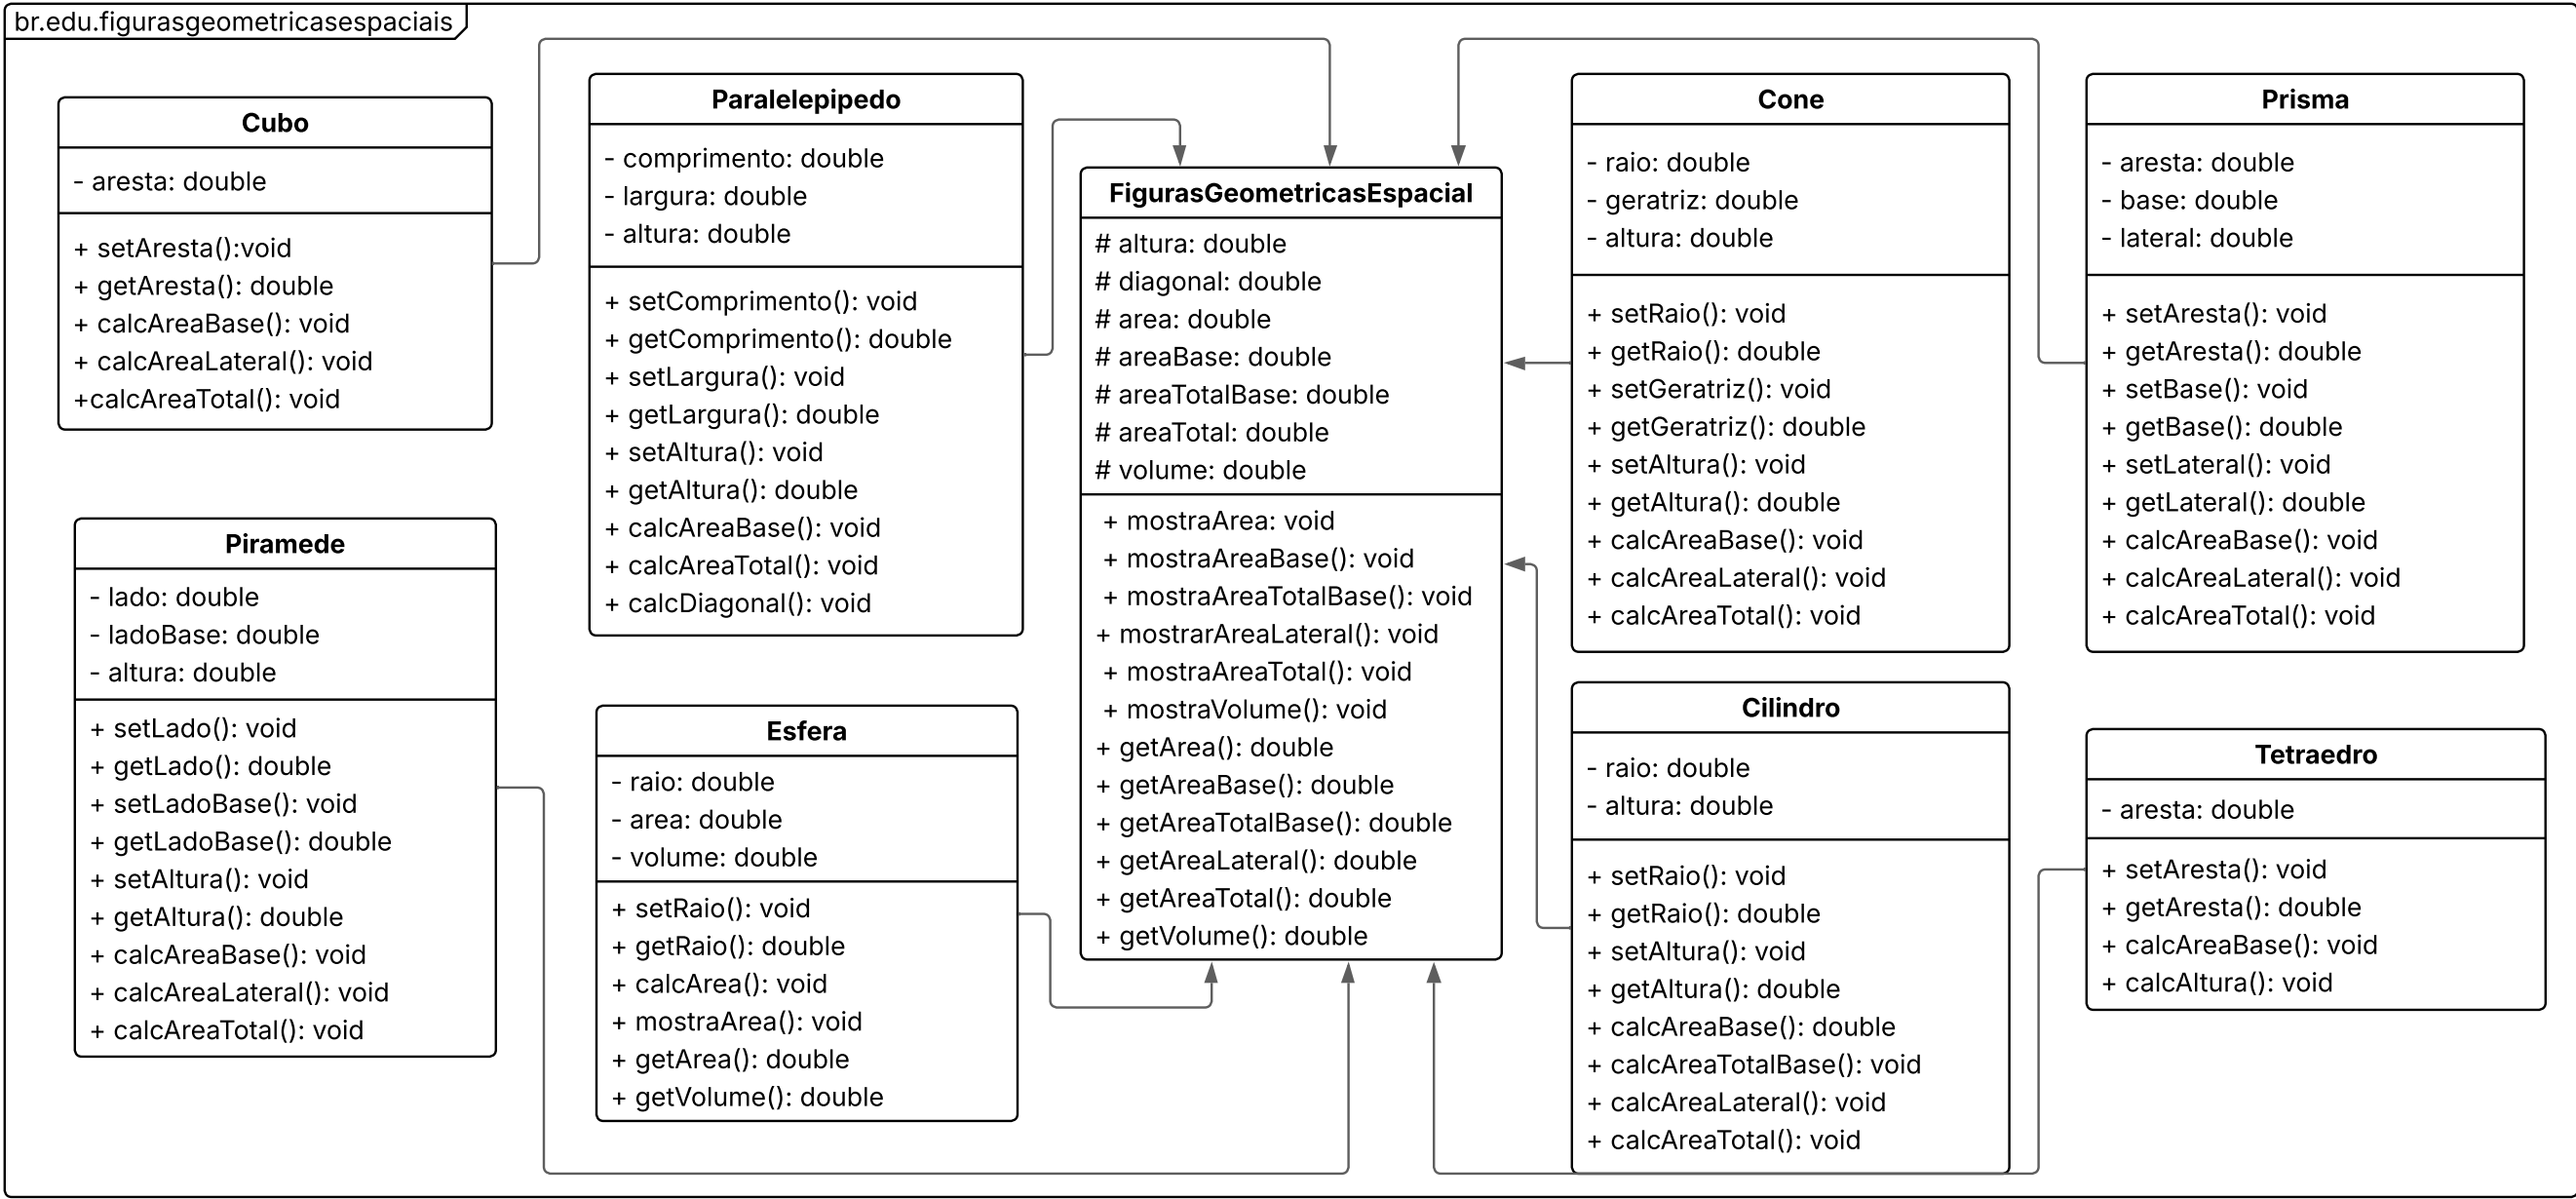 br.edu.figurasgeometricasespaciais
Cubo
- aresta: double
+ setAresta():void
+ getAresta(): double
+ calcAreaBase(): void
+ calcAreaLateral(): void
+calcAreaTotal(): void
Paralelepipedo
- comprimento: double
- largura: double
- altura: double
+ setComprimento(): void
+ getComprimento(): double
+ setLargura(): void
+ getLargura(): double
+ setAltura(): void
+ getAltura(): double
+ calcAreaBase(): void
+ calcAreaTotal(): void
+ calcDiagonal(): void
FigurasGeometricasEspacial
# altura: double
# diagonal: double
# area: double
# areaBase: double
# areaTotalBase: double
# areaTotal: double
# volume: double
+ mostraArea: void
+ mostraAreaBase(): void
+ mostraAreaTotalBase(): void
+ mostrarAreaLateral(): void
+ mostraAreaTotal(): void
+ mostraVolume(): void
+ getArea(): double
+ getAreaBase(): double
+ getAreaTotalBase(): double
+ getAreaLateral(): double
+ getAreaTotal(): double
+ getVolume(): double
Cone
- raio: double
- geratriz: double
- altura: double
+ setRaio(): void
+ getRaio(): double
+ setGeratriz(): void
+ getGeratriz(): double
+ setAltura(): void
+ getAltura(): double
+ calcAreaBase(): void
+ calcAreaLateral(): void
+ calcAreaTotal(): void
Prisma
- aresta: double
- base: double
- lateral: double
+ setAresta(): void
+ getAresta(): double
+ setBase(): void
+ getBase(): double
+ setLateral(): void
+ getLateral(): double
+ calcAreaBase(): void
+ calcAreaLateral(): void
+ calcAreaTotal(): void
Piramede
- lado: double
- ladoBase: double
- altura: double
+ setLado(): void
+ getLado(): double
+ setLadoBase(): void
+ getLadoBase(): double
+ setAltura(): void
+ getAltura(): double
+ calcAreaBase(): void
+ calcAreaLateral(): void
+ calcAreaTotal(): void
Esfera
- raio: double
- area: double
- volume: double
+ setRaio(): void
+ getRaio(): double
+ calcArea(): void
+ mostraArea(): void
+ getArea(): double
+ getVolume(): double
Cilindro
- raio: double
- altura: double
+ setRaio(): void
+ getRaio(): double
+ setAltura(): void
+ getAltura(): double
+ calcAreaBase(): double
+ calcAreaTotalBase(): void
+ calcAreaLateral(): void
+ calcAreaTotal(): void
Tetraedro
- aresta: double
+ setAresta(): void
+ getAresta(): double
+ calcAreaBase(): void
+ calcAltura(): void